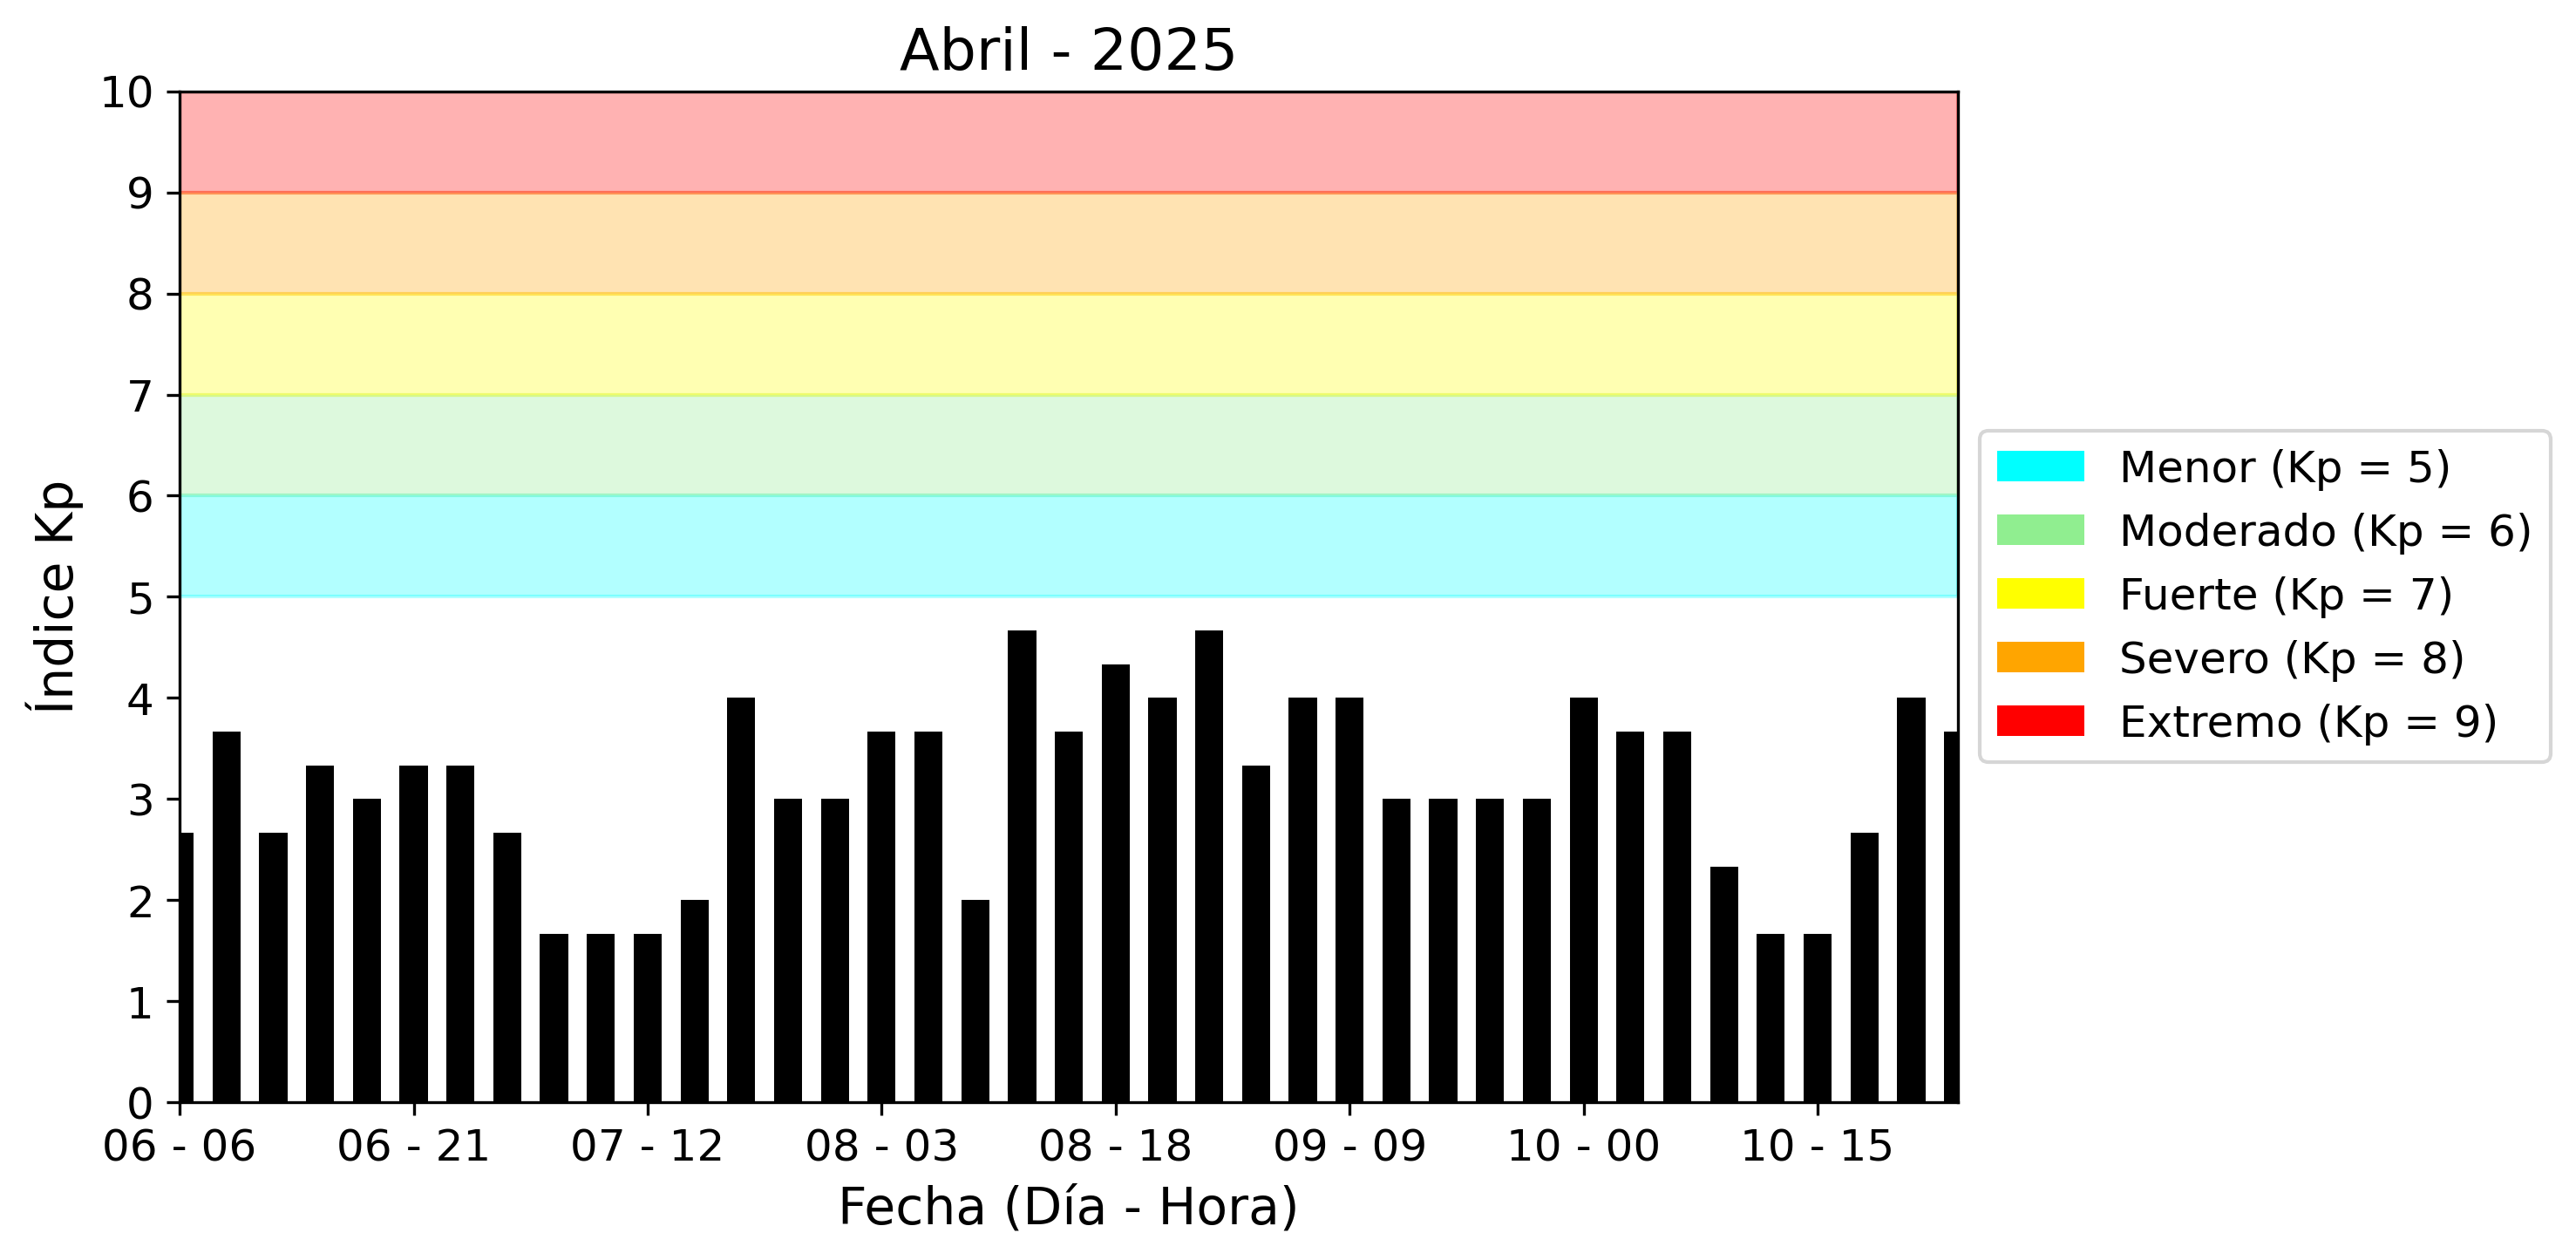 Abril - 2025
10
9
8
7
6
5
4
3
2
1
0
Índice Kp
06 - 06
06 - 21
07 - 12
08 - 03
08 - 18
09 - 09
10 - 00
10 - 15
Fecha (Día - Hora)
Menor (Kp = 5)
Moderado (Kp = 6)
Fuerte (Kp = 7)
Severo (Kp = 8)
Extremo (Kp = 9)